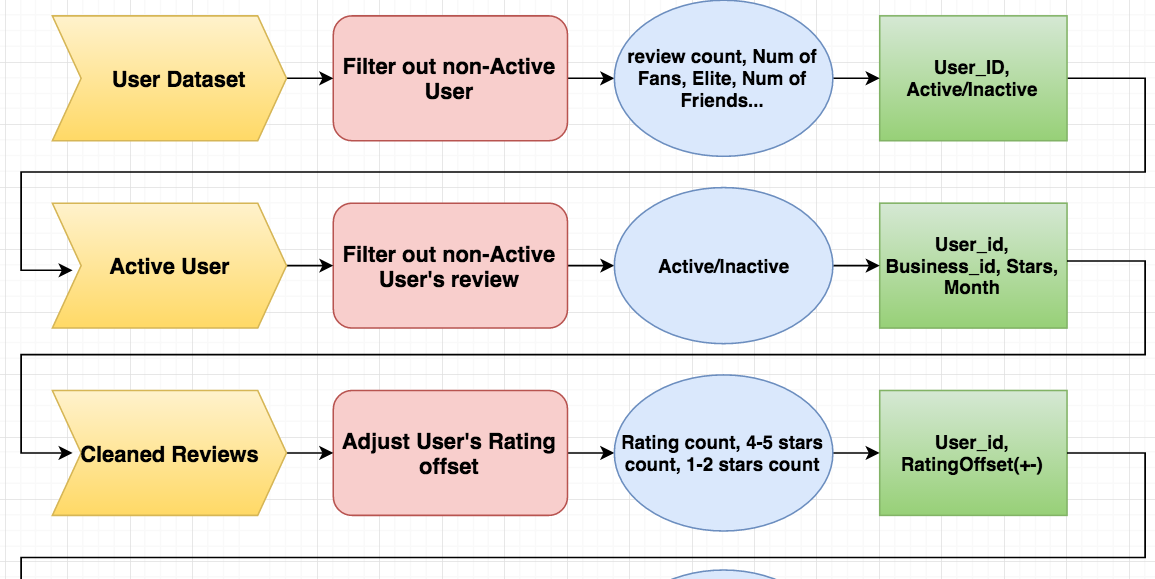 User Dataset
Filter out non-Active
User
review count, Num of
Fans, Elite, Num of
Friends...
User_ID,
Active/Inactive
Active User
Filter out non-Active
User's review
Active/Inactive
User_id,
Business_id, Stars,
Month
Cleaned Reviews
Adjust User's Rating
offset
Rating count, 4-5 stars
count, 1-2 stars count
User_id,
RatingOffset(+-)